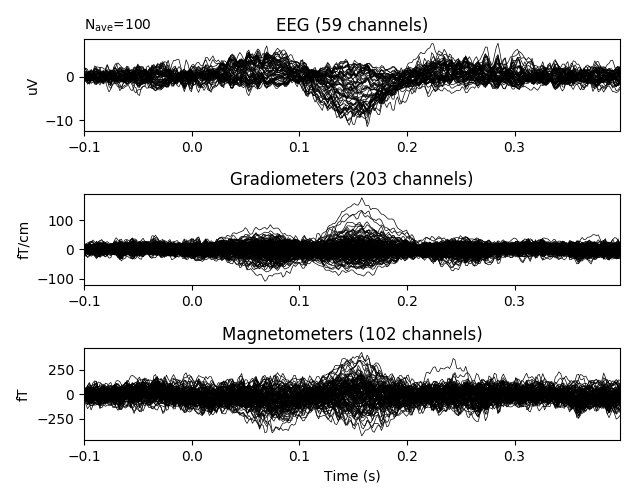 Nave=100
EEG (59 channels)
uV
0
−10
−0.1 0.0 0.1 0.2 0.3
Gradiometers (203 channels)
fT/cm
100
0
−100
−0.1 0.0 0.1 0.2 0.3
Magnetometers (102 channels)
fT
250
0
−250
−0.1 0.0 0.1 0.2 0.3
Time (s)